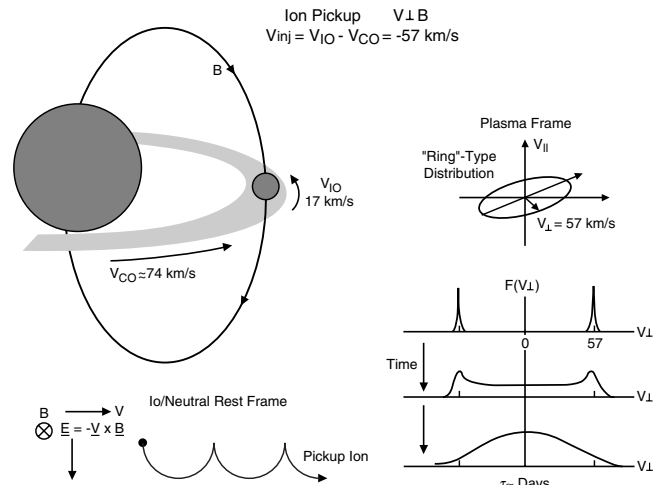 Ion Pickup V⊥B
Vinj = VIO - VCO = -57 km/s
B
VIO
17 km/s
VCO≈74 km/s
Plasma Frame
V||
"Ring"-Type
Distribution
V⊥ = 57 km/s
F(V⊥)
V⊥
0 57
Time
V⊥
V⊥
B V
E = -V x B
Io/Neutral Rest Frame
Pickup Ion
Days